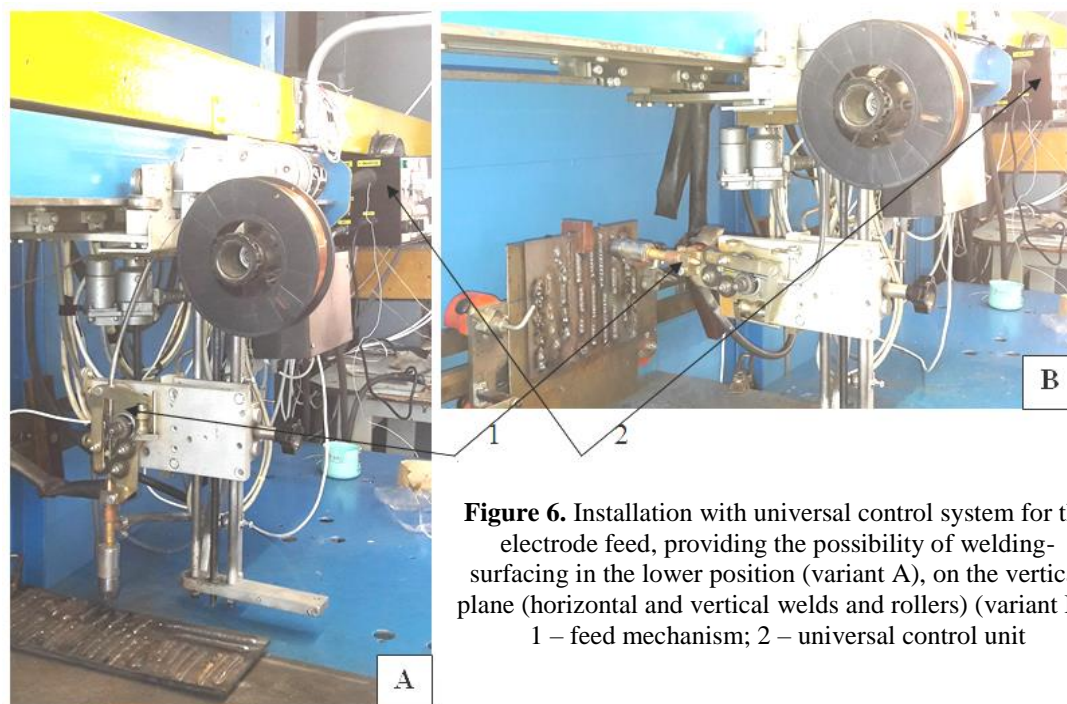 A
B
1
2
Figure 6. Installation with universal control system for
electrode feed, providing the possibility of welding-
surfacing in the lower position (variant A), on the
plane (horizontal and vertical welds and rollers) (variant
1 – feed mechanism; 2 – universal control unit